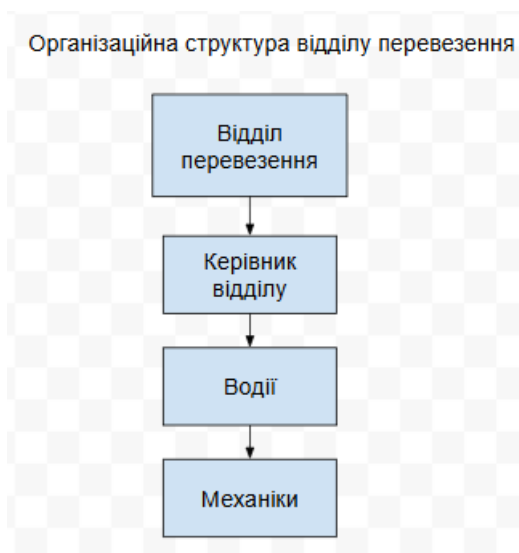 Організаційна структура відділу перевезення
Відділ
перевезення
Керівник
відділу
Водії
Механіки